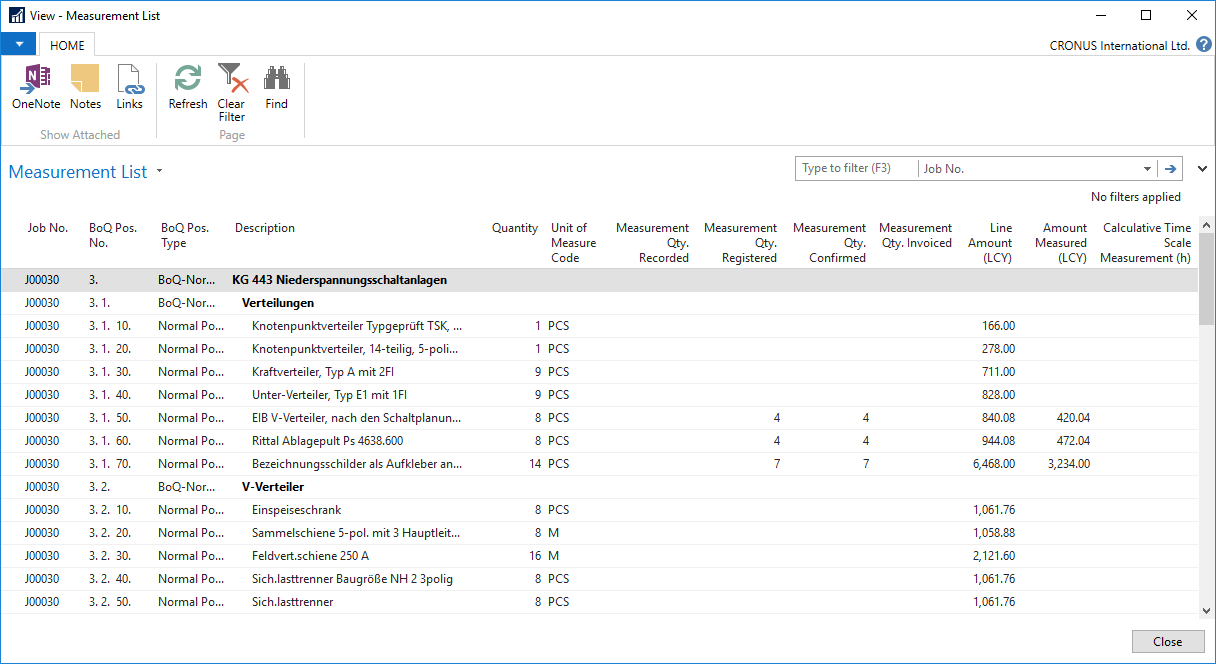 View - Measurement List
HOME
CRONUS International Ltd.
OneNote Notes Links Refresh Clear Filter Find
Show Attached Page
Measurement List
Type to filter (F3) Job No.
No filters applied
Job No. BoQ Pos. No. BoQ Pos. Type Description Quantity Unit of Measure Code Measurement Qty. Recorded Measurement Qty. Registered Measurement Qty. Confirmed Measurement Qty. Invoiced Line Amount (LCY) Amount Measured (LCY) Calculative Time Scale Measurement (h)
J00030 3. BoQ-Nor... KG 443 Niederspannungsschaltanlagen
J00030 3. 1. BoQ-Nor... Verteilungen
J00030 3. 1. 10. Normal Po... Knotenpunktverteiler Typgeprüft TSK, ... 1 PCS 166.00
J00030 3. 1. 20. Normal Po... Knotenpunktverteiler, 14-teilig, 5-poli... 1 PCS 278.00
J00030 3. 1. 30. Normal Po... Kraftverteiler, Typ A mit 2FI 9 PCS 711.00
J00030 3. 1. 40. Normal Po... Unter-Verteiler, Typ E1 mit 1FI 9 PCS 828.00
J00030 3. 1. 50. Normal Po... EIB V-Verteiler, nach den Schaltplanun... 8 PCS 4 4 840.08 420.04
J00030 3. 1. 60. Normal Po... Rittal Ablagepult Ps 4638.600 8 PCS 4 4 944.08 472.04
J00030 3. 1. 70. Normal Po... Bezeichnungsschilder als Aufkleber an... 14 PCS 7 7 6,468.00 3,234.00
J00030 3. 2. BoQ-Nor... V-Verteiler
J00030 3. 2. 10. Normal Po... Einspeiseschrank 8 PCS 1,061.76
J00030 3. 2. 20. Normal Po... Sammelschiene 5-pol. mit 3 Hauptleit... 8 M 1,058.88
J00030 3. 2. 30. Normal Po... Feldvert.schiene 250 A 16 M 2,121.60
J00030 3. 2. 40. Normal Po... Sich.lasttrenner Baugröße NH 2 3polig 8 PCS 1,061.76
J00030 3. 2. 50. Normal Po... Sich.lasttrenner 8 PCS 1,061.76
Close